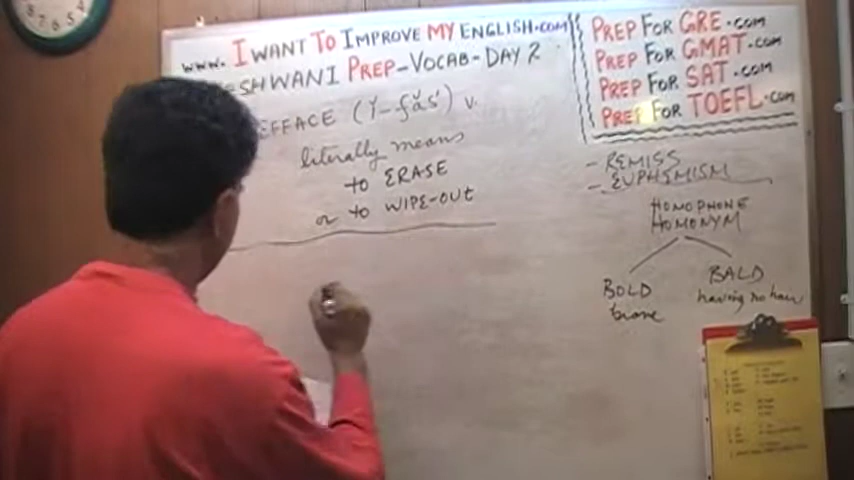 www. I WANT TO IMPROVE MY ENGLISH.com
ESHWANI PREP-VOCAB-DAY 2
EFFACE (ĭ-făs') v.
literally means
to ERASE
or to WIPE-OUT
PREP FOR GRE.com
PREP FOR GMAT.com
PREP FOR SAT.com
PREP FOR TOEFL.com
- REMISS
- EUPHEMISM
HOMOPHONE
HOMONYM
BOLD
brave
BALD
having no hair